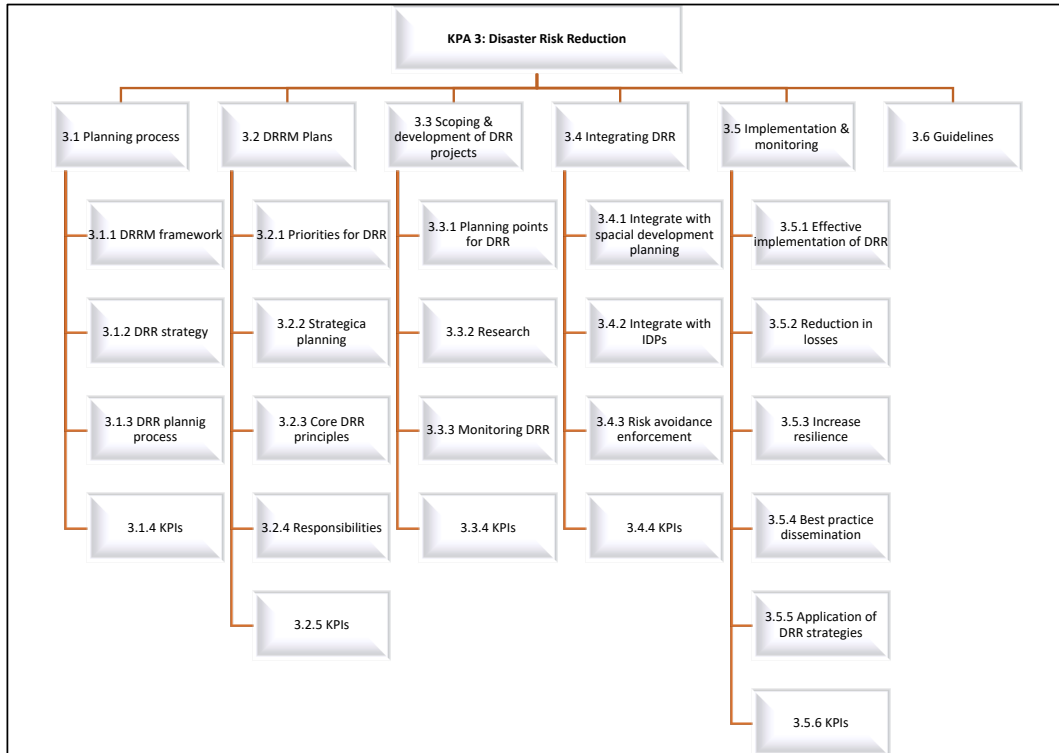 KPA 3: Disaster Risk Reduction
3.1 Planning process
3.2 DRRM Plans
3.3 Scoping &
development of DRR
projects
3.4 Integrating DRR
3.5 Implementation &
monitoring
3.6 Guidelines
3.1.1 DRRM framework
3.1.2 DRR strategy
3.1.3 DRR plannig
process
3.1.4 KPIs
3.2.1 Priorities for DRR
3.2.2 Strategica
planning
3.2.3 Core DRR
principles
3.2.4 Responsibilities
3.2.5 KPIs
3.3.1 Planning points
for DRR
3.3.2 Research
3.3.3 Monitoring DRR
3.3.4 KPIs
3.4.1 Integrate with
spacial development
planning
3.4.2 Integrate with
IDPs
3.4.3 Risk avoidance
enforcement
3.4.4 KPIs
3.5.1 Effective
implementation of DRR
3.5.2 Reduction in
losses
3.5.3 Increase
resilience
3.5.4 Best practice
dissemination
3.5.5 Application of
DRR strategies
3.5.6 KPIs